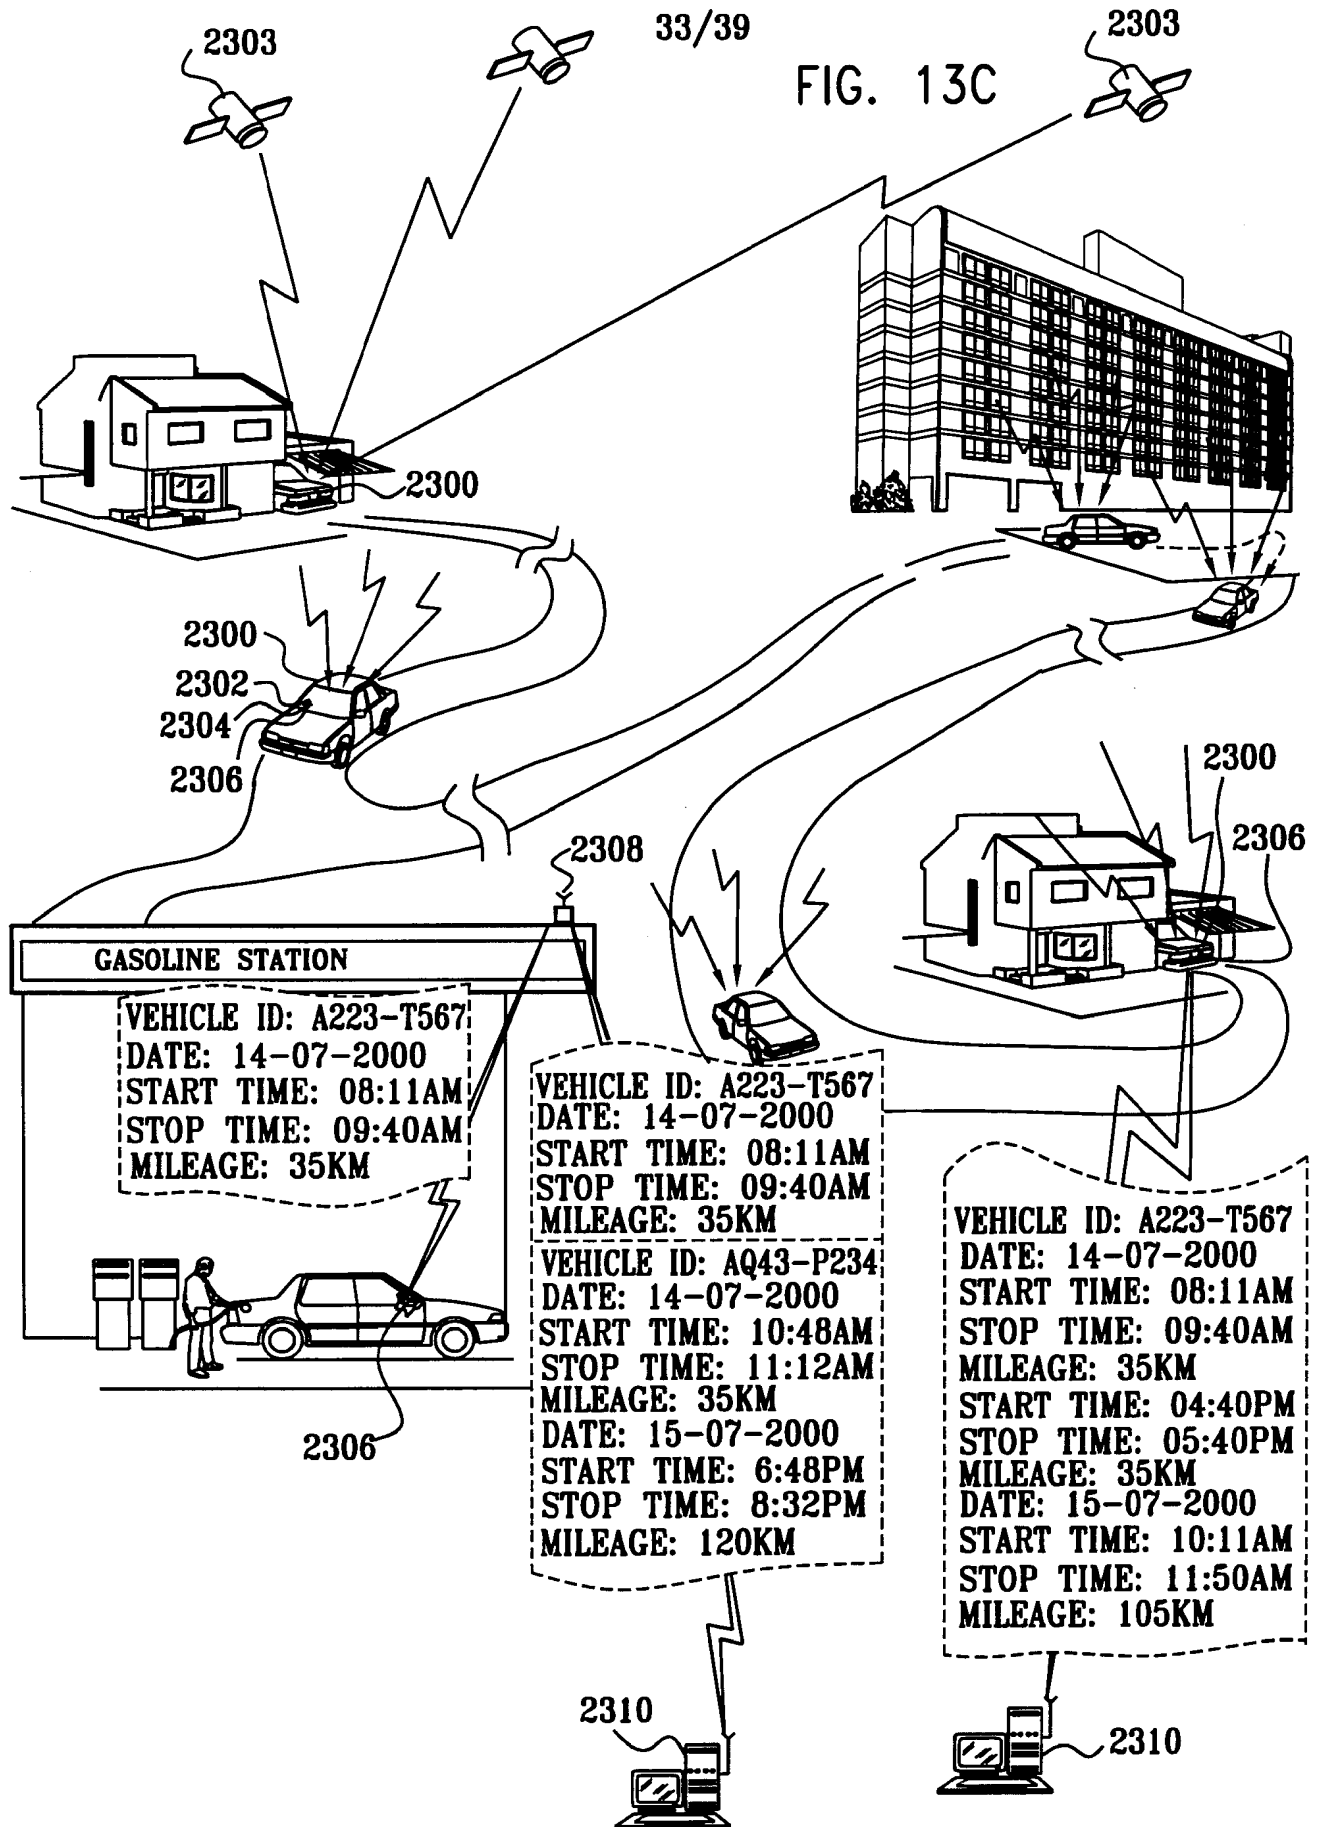 33/39
FIG. 13C
2303
2303
2300
2300
2302
2304
2306
2300
2306
2308
GASOLINE STATION
VEHICLE ID: A223-T567
DATE: 14-07-2000
START TIME: 08:11AM
STOP TIME: 09:40AM
MILEAGE: 35KM
2306
VEHICLE ID: A223-T567
DATE: 14-07-2000
START TIME: 08:11AM
STOP TIME: 09:40AM
MILEAGE: 35KM
VEHICLE ID: AQ43-P234
DATE: 14-07-2000
START TIME: 10:48AM
STOP TIME: 11:12AM
MILEAGE: 35KM
DATE: 15-07-2000
START TIME: 6:48PM
STOP TIME: 8:32PM
MILEAGE: 120KM
VEHICLE ID: A223-T567
DATE: 14-07-2000
START TIME: 08:11AM
STOP TIME: 09:40AM
MILEAGE: 35KM
START TIME: 04:40PM
STOP TIME: 05:40PM
MILEAGE: 35KM
DATE: 15-07-2000
START TIME: 10:11AM
STOP TIME: 11:50AM
MILEAGE: 105KM
2310
2310